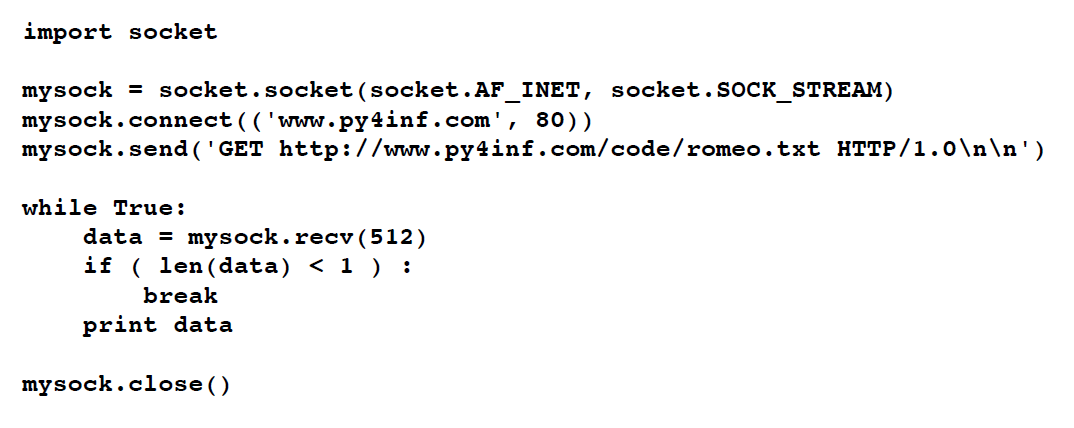 import socket
mysock = socket.socket(socket.AF_INET, socket.SOCK_STREAM)
mysock.connect(('www.py4inf.com', 80))
mysock.send('GET http://www.py4inf.com/code/romeo.txt HTTP/1.0\n\n')
while True:
    data = mysock.recv(512)
    if ( len(data) < 1 ) :
        break
    print data
mysock.close()